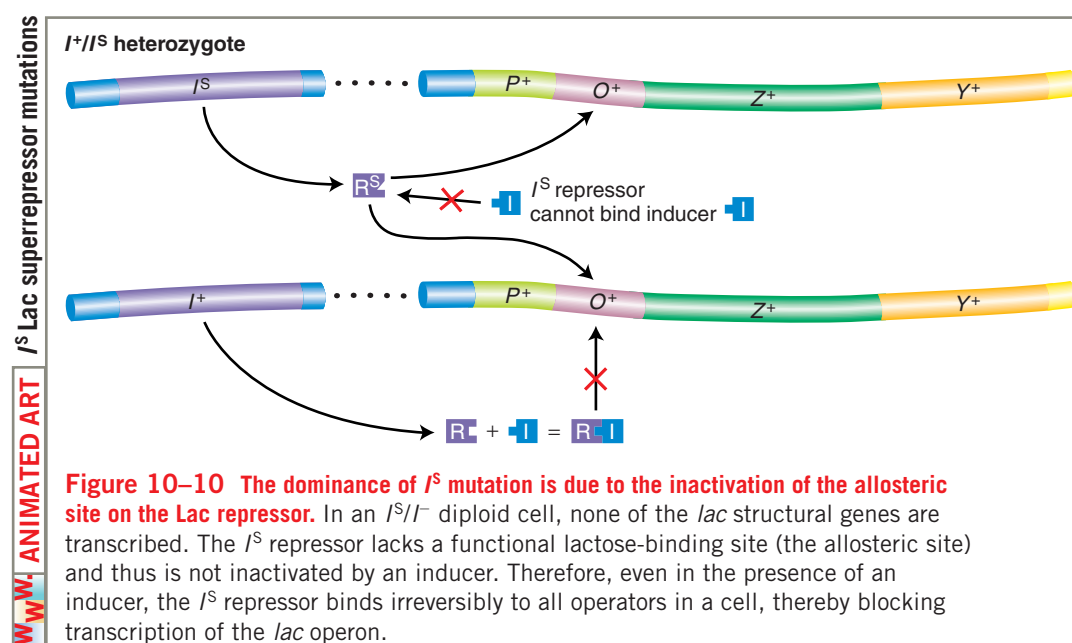 I^S Lac superrepressor mutations
WWW. ANIMATED ART
I+/I^S heterozygote
I^S
P+
O+
Z+
Y+
R^S
I
I^S repressor
cannot bind inducer
I
I+
P+
O+
Z+
Y+
R + I = R I
Figure 10–10 The dominance of I^S mutation is due to the inactivation of the allosteric
site on the Lac repressor. In an I^S/I– diploid cell, none of the lac structural genes are
transcribed. The I^S repressor lacks a functional lactose-binding site (the allosteric site)
and thus is not inactivated by an inducer. Therefore, even in the presence of an
inducer, the I^S repressor binds irreversibly to all operators in a cell, thereby blocking
transcription of the lac operon.